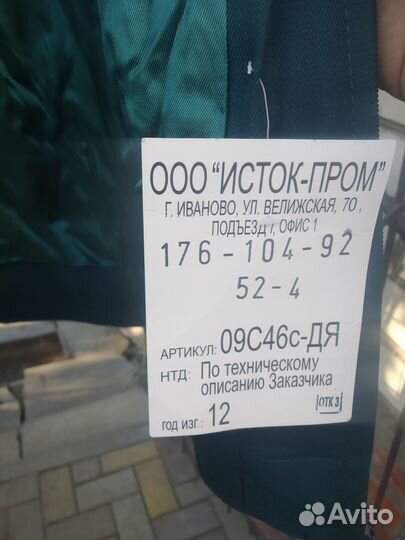 ООО "ИСТОК-ПРОМ"
Г. ИВАНОВО, УЛ. ВЕЛИЖСКАЯ, 70,
ПОДЪЕЗД Г, ОФИС 1
176-104-92
52-4
АРТИКУЛ: 09С46с-ДЯ
НТД: По техническому
описанию Заказчика
ГОД ИЗГ.: 12
ОТК 3
Avito